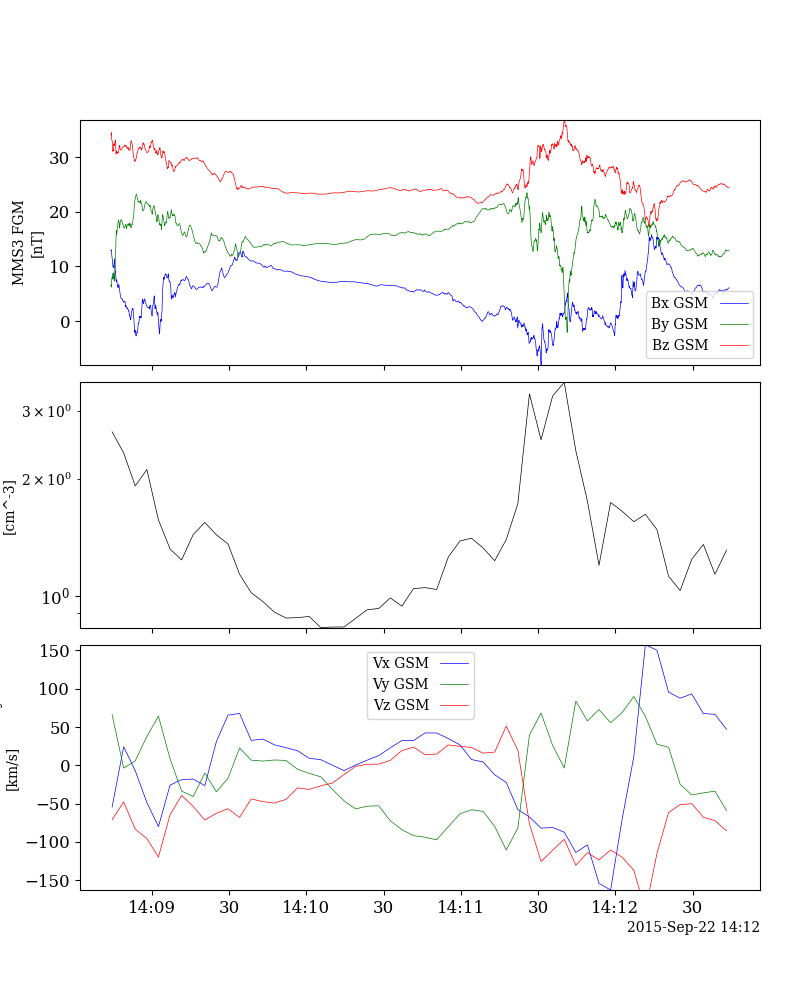 MMS3 FGM
[nT]
30
20
10
0
Bx GSM
By GSM
Bz GSM
[cm^-3]
3 × 10⁰
2 × 10⁰
10⁰
Vx GSM
Vy GSM
Vz GSM
[km/s]
150
100
50
0
−50
−100
−150
14:09 30 14:10 30 14:11 30 14:12 30
2015-Sep-22 14:12